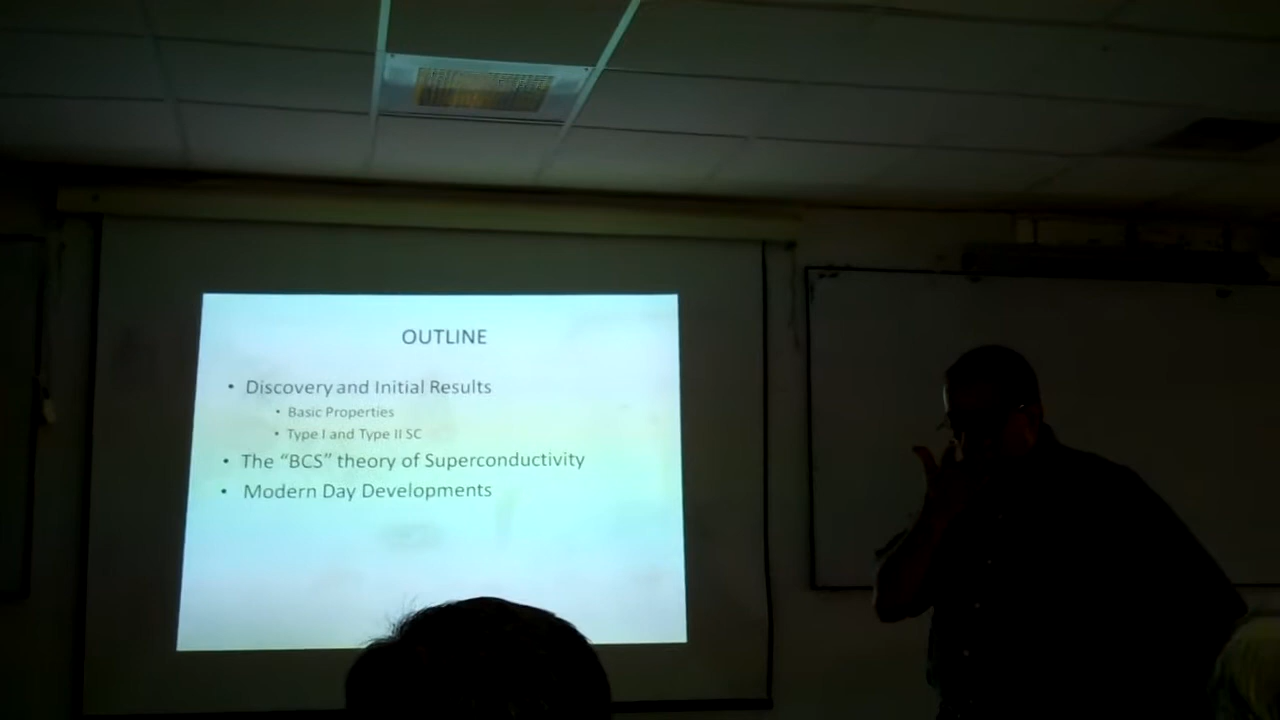 OUTLINE
• Discovery and Initial Results
• Basic Properties
• Type I and Type II SC
• The "BCS" theory of Superconductivity
• Modern Day Developments